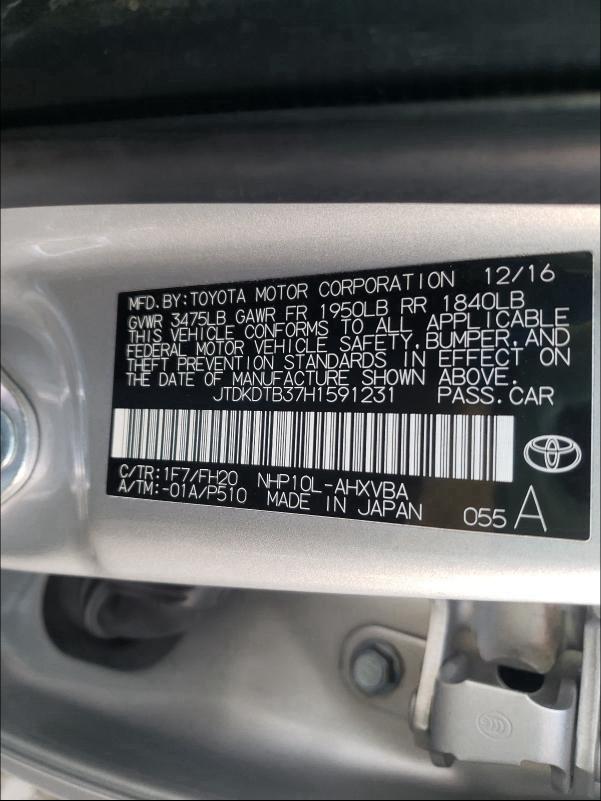 MFD.BY:TOYOTA MOTOR CORPORATION 12/16
GVWR 3475LB GAWR FR 1950LB RR 1840LB
THIS VEHICLE CONFORMS TO ALL APPLICABLE
FEDERAL MOTOR VEHICLE SAFETY,BUMPER,AND
THEFT PREVENTION STANDARDS IN EFFECT ON
THE DATE OF MANUFACTURE SHOWN ABOVE.
JTDKDTB37H1591231 PASS.CAR
C/TR:1F7/FH20 NHP10L-AHXVBA
A/TM:-01A/P510 MADE IN JAPAN 055 A